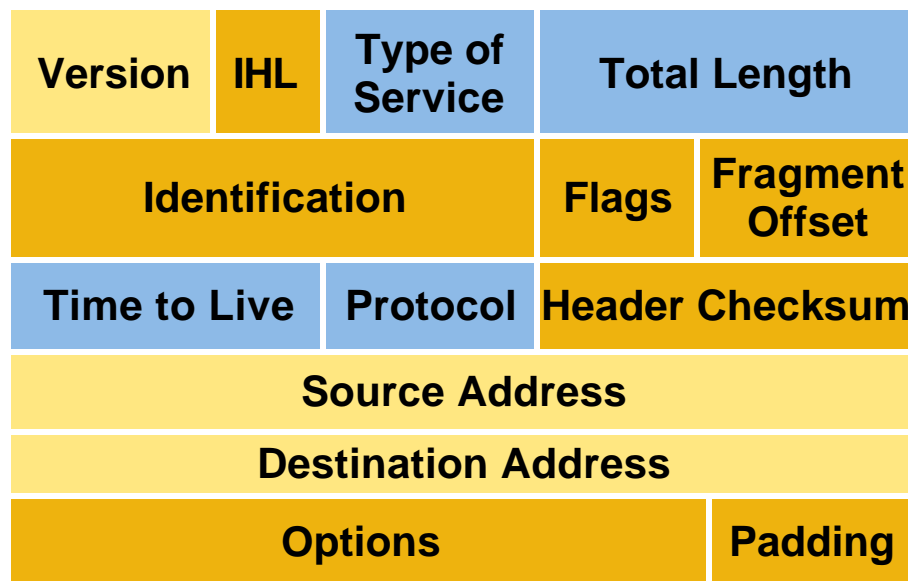 Version IHL Type of Service Total Length
Identification Flags Fragment Offset
Time to Live Protocol Header Checksum
Source Address
Destination Address
Options Padding